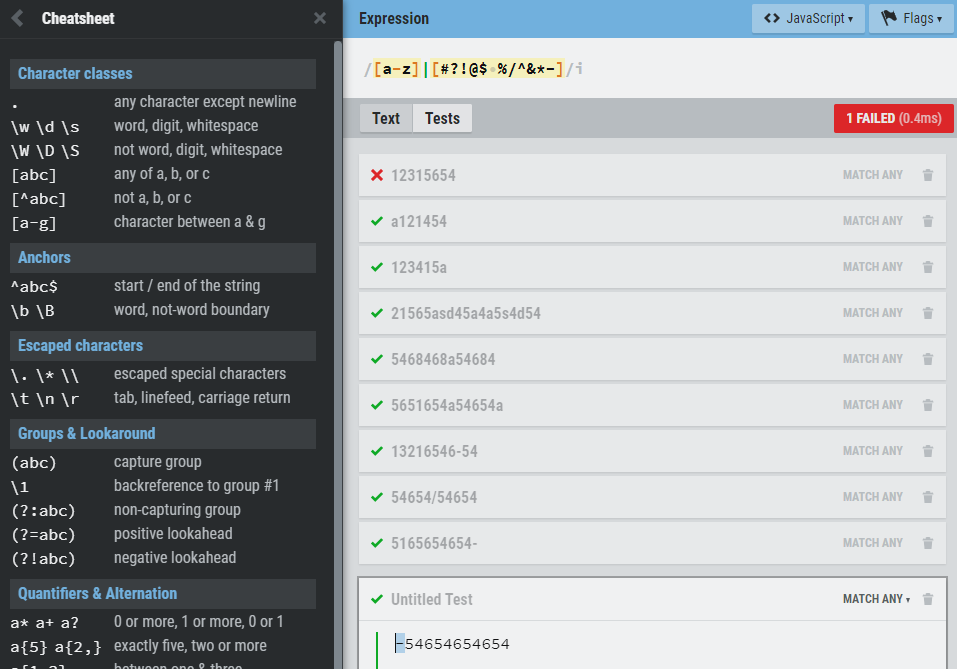 Cheatsheet ×
Character classes
. any character except newline
\w \d \s word, digit, whitespace
\W \D \S not word, digit, whitespace
[abc] any of a, b, or c
[^abc] not a, b, or c
[a-g] character between a & g
Anchors
^abc$ start / end of the string
\b \B word, not-word boundary
Escaped characters
\. \* \\ escaped special characters
\t \n \r tab, linefeed, carriage return
Groups & Lookaround
(abc) capture group
\1 backreference to group #1
(?:abc) non-capturing group
(?=abc) positive lookahead
(?!abc) negative lookahead
Quantifiers & Alternation
a* a+ a? 0 or more, 1 or more, 0 or 1
a{5} a{2,} exactly five, two or more
a{1,3} between one & three
Expression
<> JavaScript ▾
Flags ▾
/[a-z]|[#?!@$ %/^&*-]/i
Text Tests 1 FAILED (0.4ms)
12315654 MATCH ANY
a121454 MATCH ANY
123415a MATCH ANY
21565asd45a4a5s4d54 MATCH ANY
5468468a54684 MATCH ANY
5651654a54654a MATCH ANY
13216546-54 MATCH ANY
54654/54654 MATCH ANY
5165654654- MATCH ANY
Untitled Test MATCH ANY ▾
-54654654654